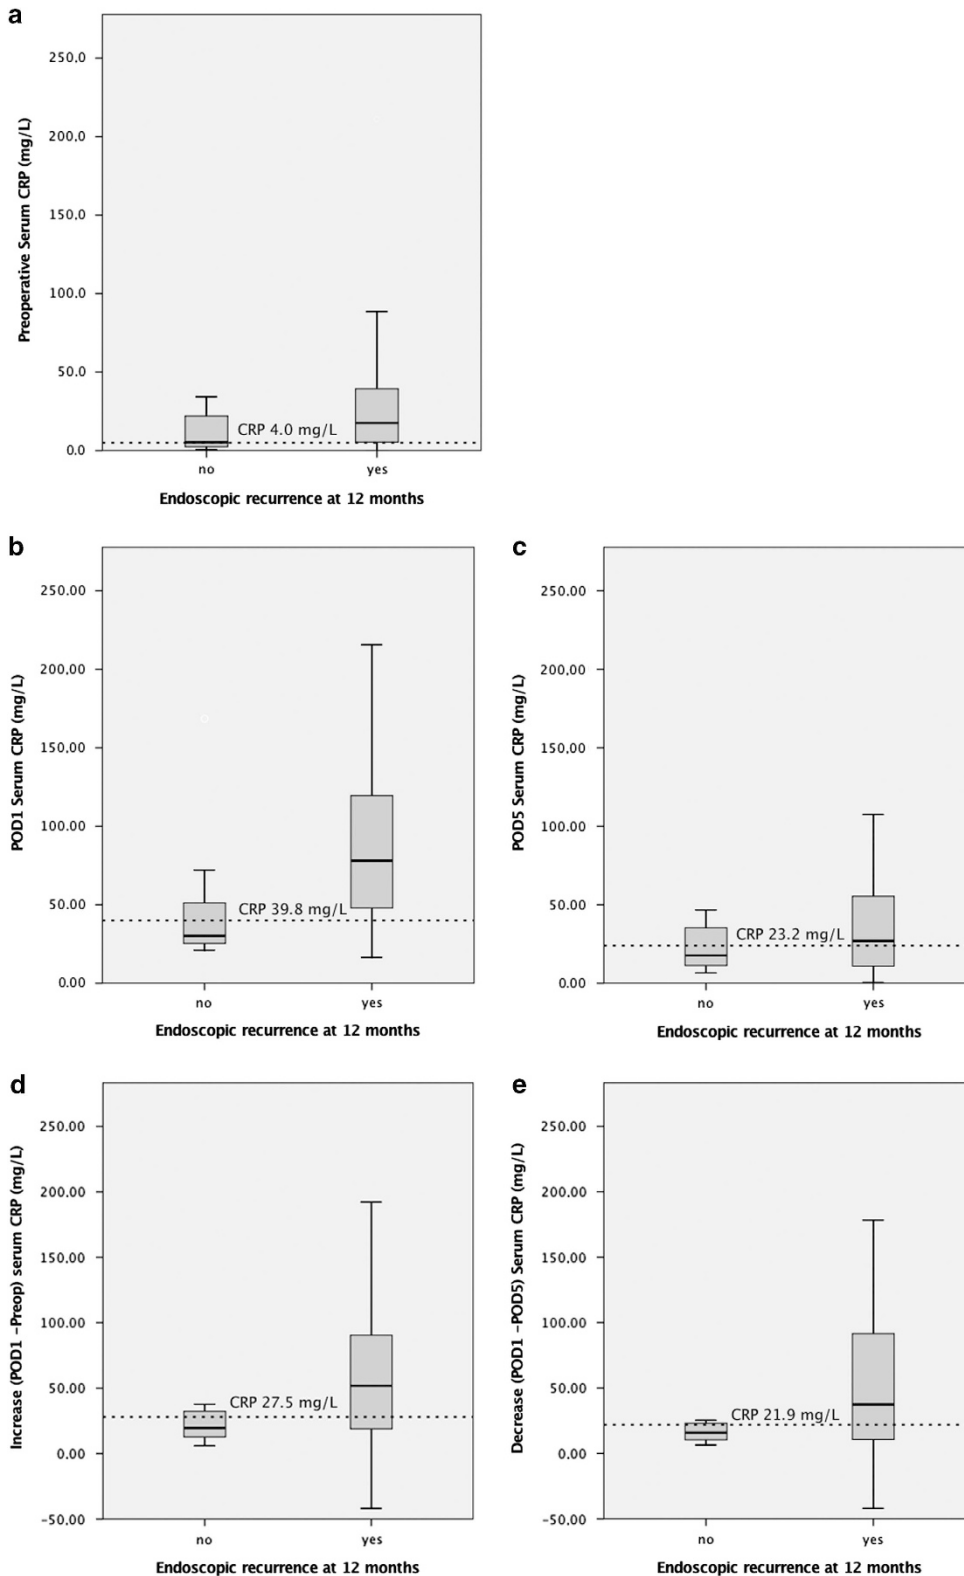 a
Preoperative Serum CRP (mg/L)
250.0
200.0
150.0
100.0
50.0
0.0
CRP 4.0 mg/L
no yes
Endoscopic recurrence at 12 months
b
POD1 Serum CRP (mg/L)
250.00
200.00
150.00
100.00
50.00
0.00
CRP 39.8 mg/L
no yes
Endoscopic recurrence at 12 months
c
POD5 Serum CRP (mg/L)
250.00
200.00
150.00
100.00
50.00
0.00
CRP 23.2 mg/L
no yes
Endoscopic recurrence at 12 months
d
Increase (POD1 -Preop) serum CRP (mg/L)
250.00
200.00
150.00
100.00
50.00
0.00
-50.00
CRP 27.5 mg/L
no yes
Endoscopic recurrence at 12 months
e
Decrease (POD1 -POD5) Serum CRP (mg/L)
250.00
200.00
150.00
100.00
50.00
0.00
-50.00
CRP 21.9 mg/L
no yes
Endoscopic recurrence at 12 months